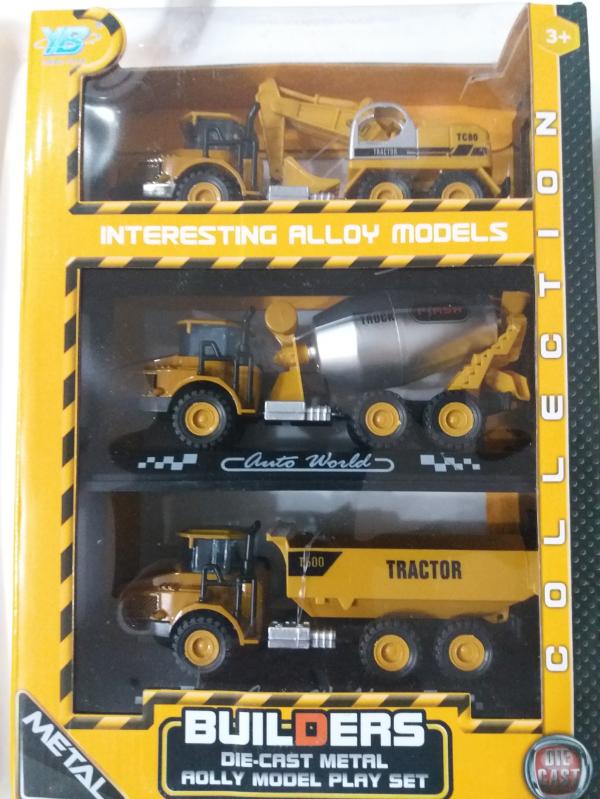 YB
3+
TC80
TRACTOR
INTERESTING ALLOY MODELS
COLLECTION
TRUCK
Auto World
T600
TRACTOR
METAL
BUILDERS
DIE-CAST METAL
ROLLY MODEL PLAY SET
DIE
CAST